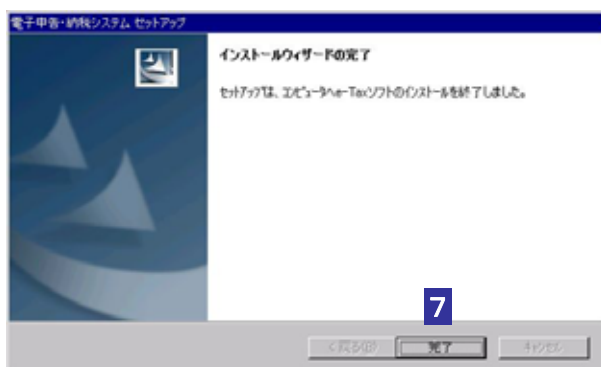 電子申告・納税システム セットアップ
インストールウィザードの完了
セットアップは、コンピュータへe-Taxソフトのインストールを終了しました。
7
< 戻る(B)
完了
キャンセル